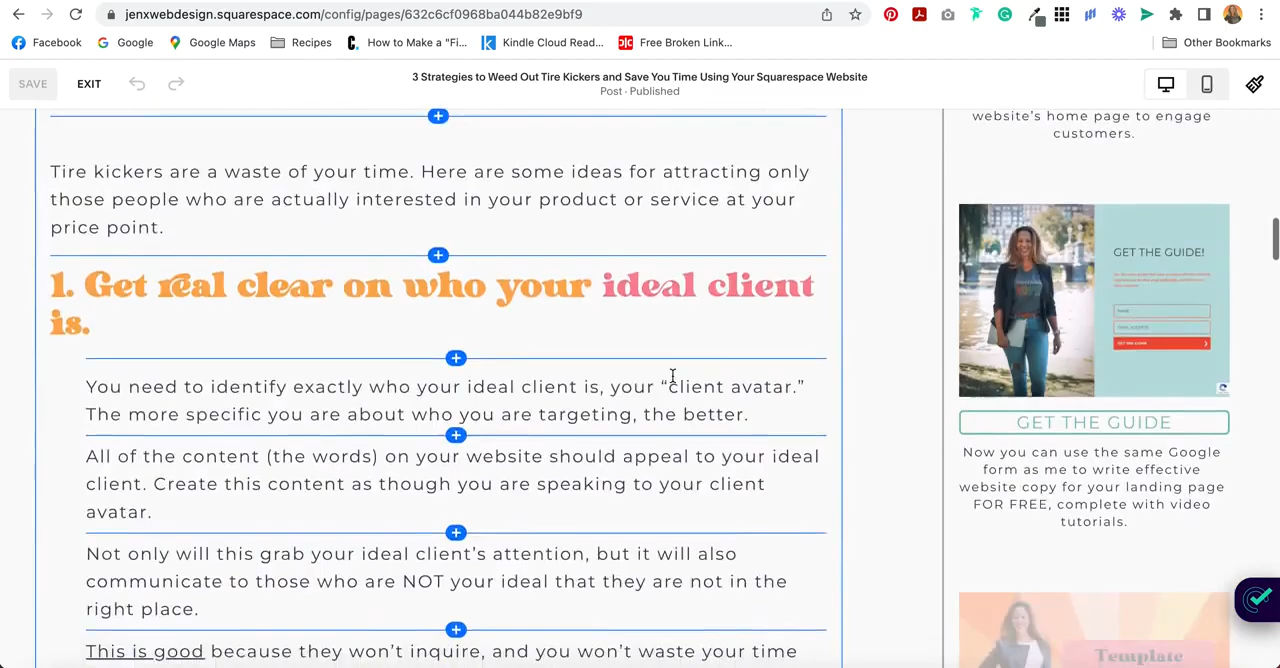 jenxwebdesign.squarespace.com/config/pages/632c6cf0968ba044b82e9bf9
Facebook
Google
Google Maps
Recipes
How to Make a "Fi...
Kindle Cloud Read...
Free Broken Link...
Other Bookmarks
SAVE
EXIT
3 Strategies to Weed Out Tire Kickers and Save You Time Using Your Squarespace Website
Post · Published
Tire kickers are a waste of your time. Here are some ideas for attracting only
those people who are actually interested in your product or service at your
price point.
1. Get real clear on who your ideal client
is.
You need to identify exactly who your ideal client is, your “client avatar.”
The more specific you are about who you are targeting, the better.
All of the content (the words) on your website should appeal to your ideal
client. Create this content as though you are speaking to your client
avatar.
Not only will this grab your ideal client’s attention, but it will also
communicate to those who are NOT your ideal that they are not in the
right place.
This is good because they won’t inquire, and you won’t waste your time
website’s home page to engage
customers.
GET THE GUIDE!
GET THE GUIDE
Now you can use the same Google
form as me to write effective
website copy for your landing page
FOR FREE, complete with video
tutorials.
Template